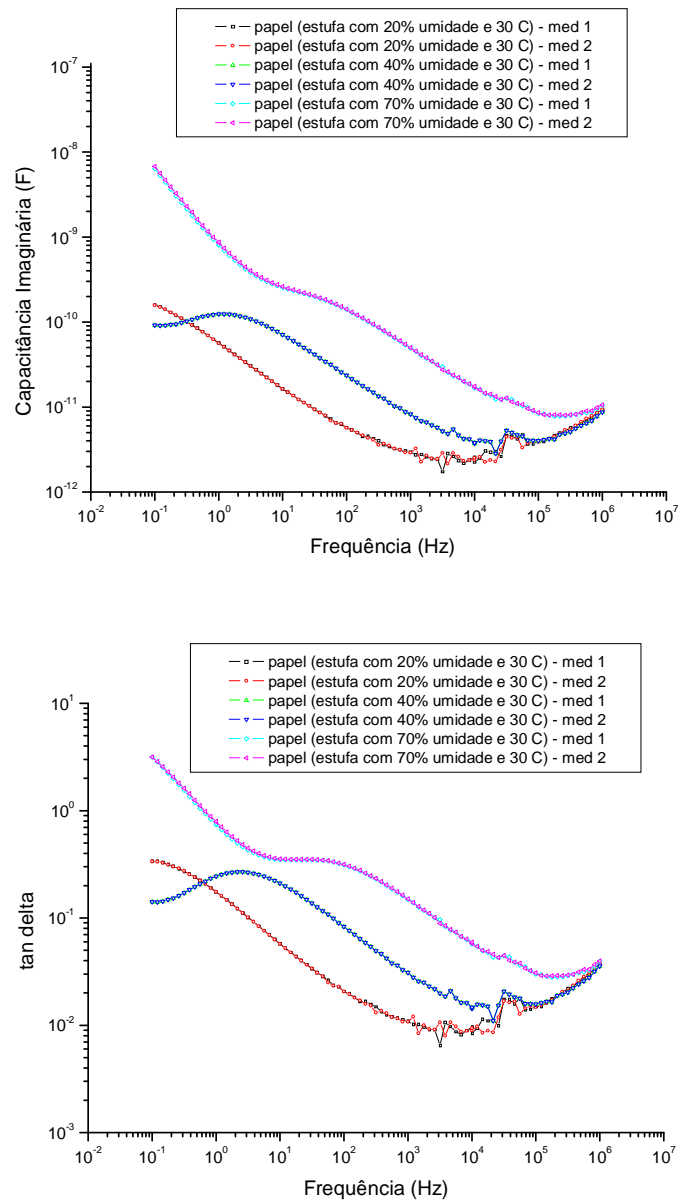 papel (estufa com 20% umidade e 30 C) - med 1
papel (estufa com 20% umidade e 30 C) - med 2
papel (estufa com 40% umidade e 30 C) - med 1
papel (estufa com 40% umidade e 30 C) - med 2
papel (estufa com 70% umidade e 30 C) - med 1
papel (estufa com 70% umidade e 30 C) - med 2
Capacitância Imaginária (F)
10⁻⁷
10⁻⁸
10⁻⁹
10⁻¹⁰
10⁻¹¹
10⁻¹²
10⁻² 10⁻¹ 10⁰ 10¹ 10² 10³ 10⁴ 10⁵ 10⁶ 10⁷
Frequência (Hz)
papel (estufa com 20% umidade e 30 C) - med 1
papel (estufa com 20% umidade e 30 C) - med 2
papel (estufa com 40% umidade e 30 C) - med 1
papel (estufa com 40% umidade e 30 C) - med 2
papel (estufa com 70% umidade e 30 C) - med 1
papel (estufa com 70% umidade e 30 C) - med 2
tan delta
10¹
10⁰
10⁻¹
10⁻²
10⁻³
10⁻² 10⁻¹ 10⁰ 10¹ 10² 10³ 10⁴ 10⁵ 10⁶ 10⁷
Frequência (Hz)